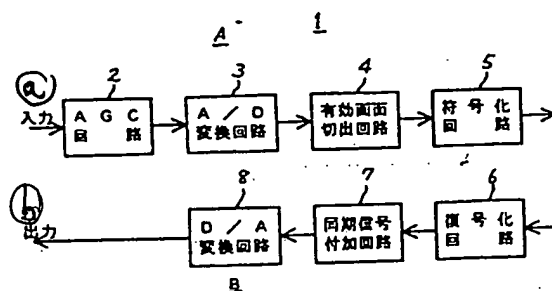 A 1
2 3 4 5
ⓐ
入力
A G C
回 路
A / D
変換回路
有効画面
切出回路
符号化
回 路
8 7 6
ⓑ
出力
D / A
変換回路
同期信号
付加回路
復号化
回 路
B